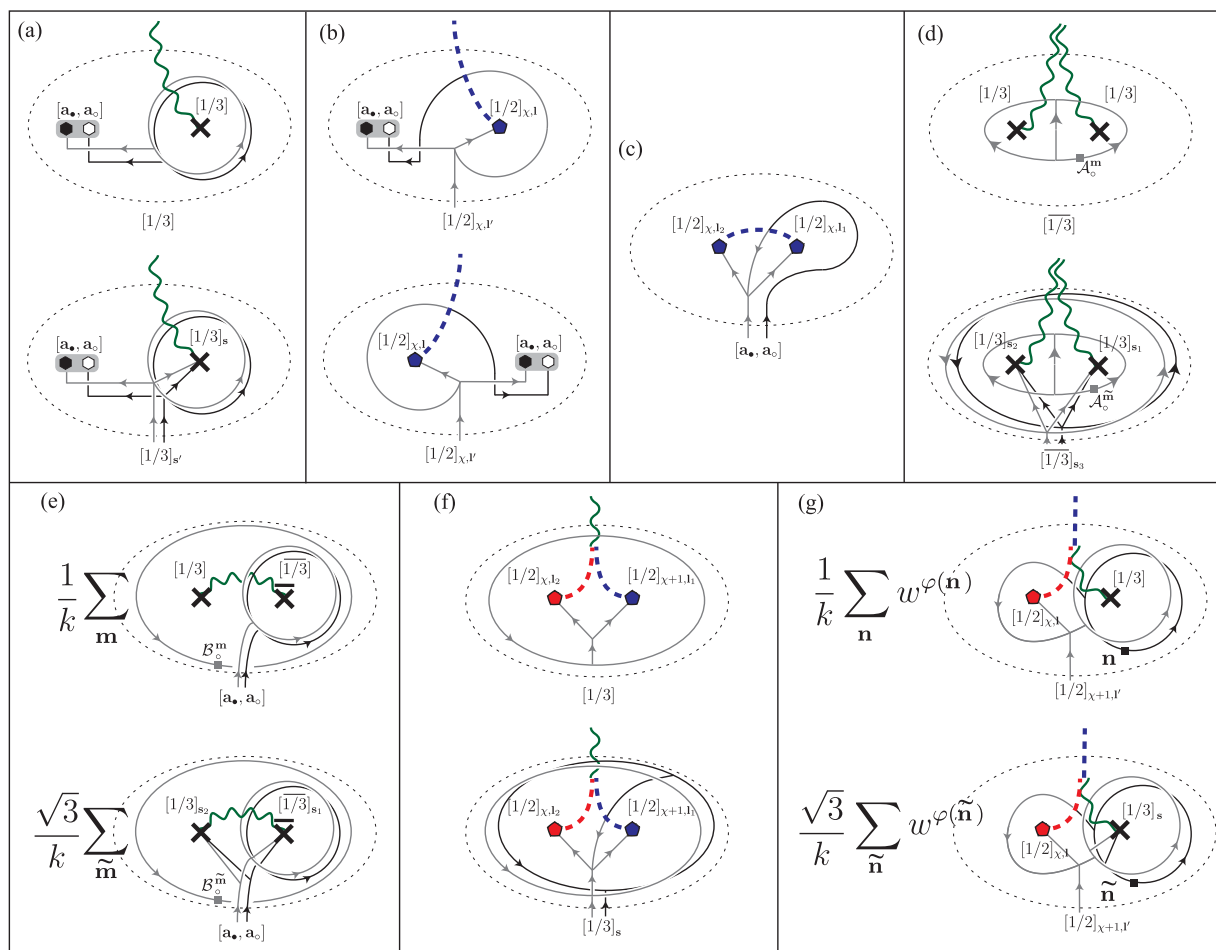 (a)
[a•, a∘]
[1/3]
[1/3]
[a•, a∘]
[1/3]ₛ
[1/3]ₛ′
(b)
[a•, a∘]
[1/2]χ,l
[1/2]χ,l′
[1/2]χ,l
[a•, a∘]
[1/2]χ,l′
(c)
[1/2]χ,l₂
[1/2]χ,l₁
[a•, a∘]
(d)
[1/3]
[1/3]
𝒜∘^m
[\overline{1/3}]
[1/3]s₂
[1/3]s₁
𝒜∘^m̃
[\overline{1/3}]s₃
(e)
1/k ∑m
[1/3]
[\overline{1/3}]
ℬ∘^m
[a•, a∘]
√3/k ∑m̃
[1/3]s₂
[\overline{1/3}]s₁
ℬ∘^m̃
[a•, a∘]
(f)
[1/2]χ,l₂
[1/2]χ+1,l₁
[1/3]
[1/2]χ,l₂
[1/2]χ+1,l₁
[1/3]ₛ
(g)
1/k ∑n w^φ(n)
[1/3]
[1/2]χ,l
n
[1/2]χ+1,l′
√3/k ∑ñ w^φ(ñ)
[1/3]ₛ
[1/2]χ,l
ñ
[1/2]χ+1,l′